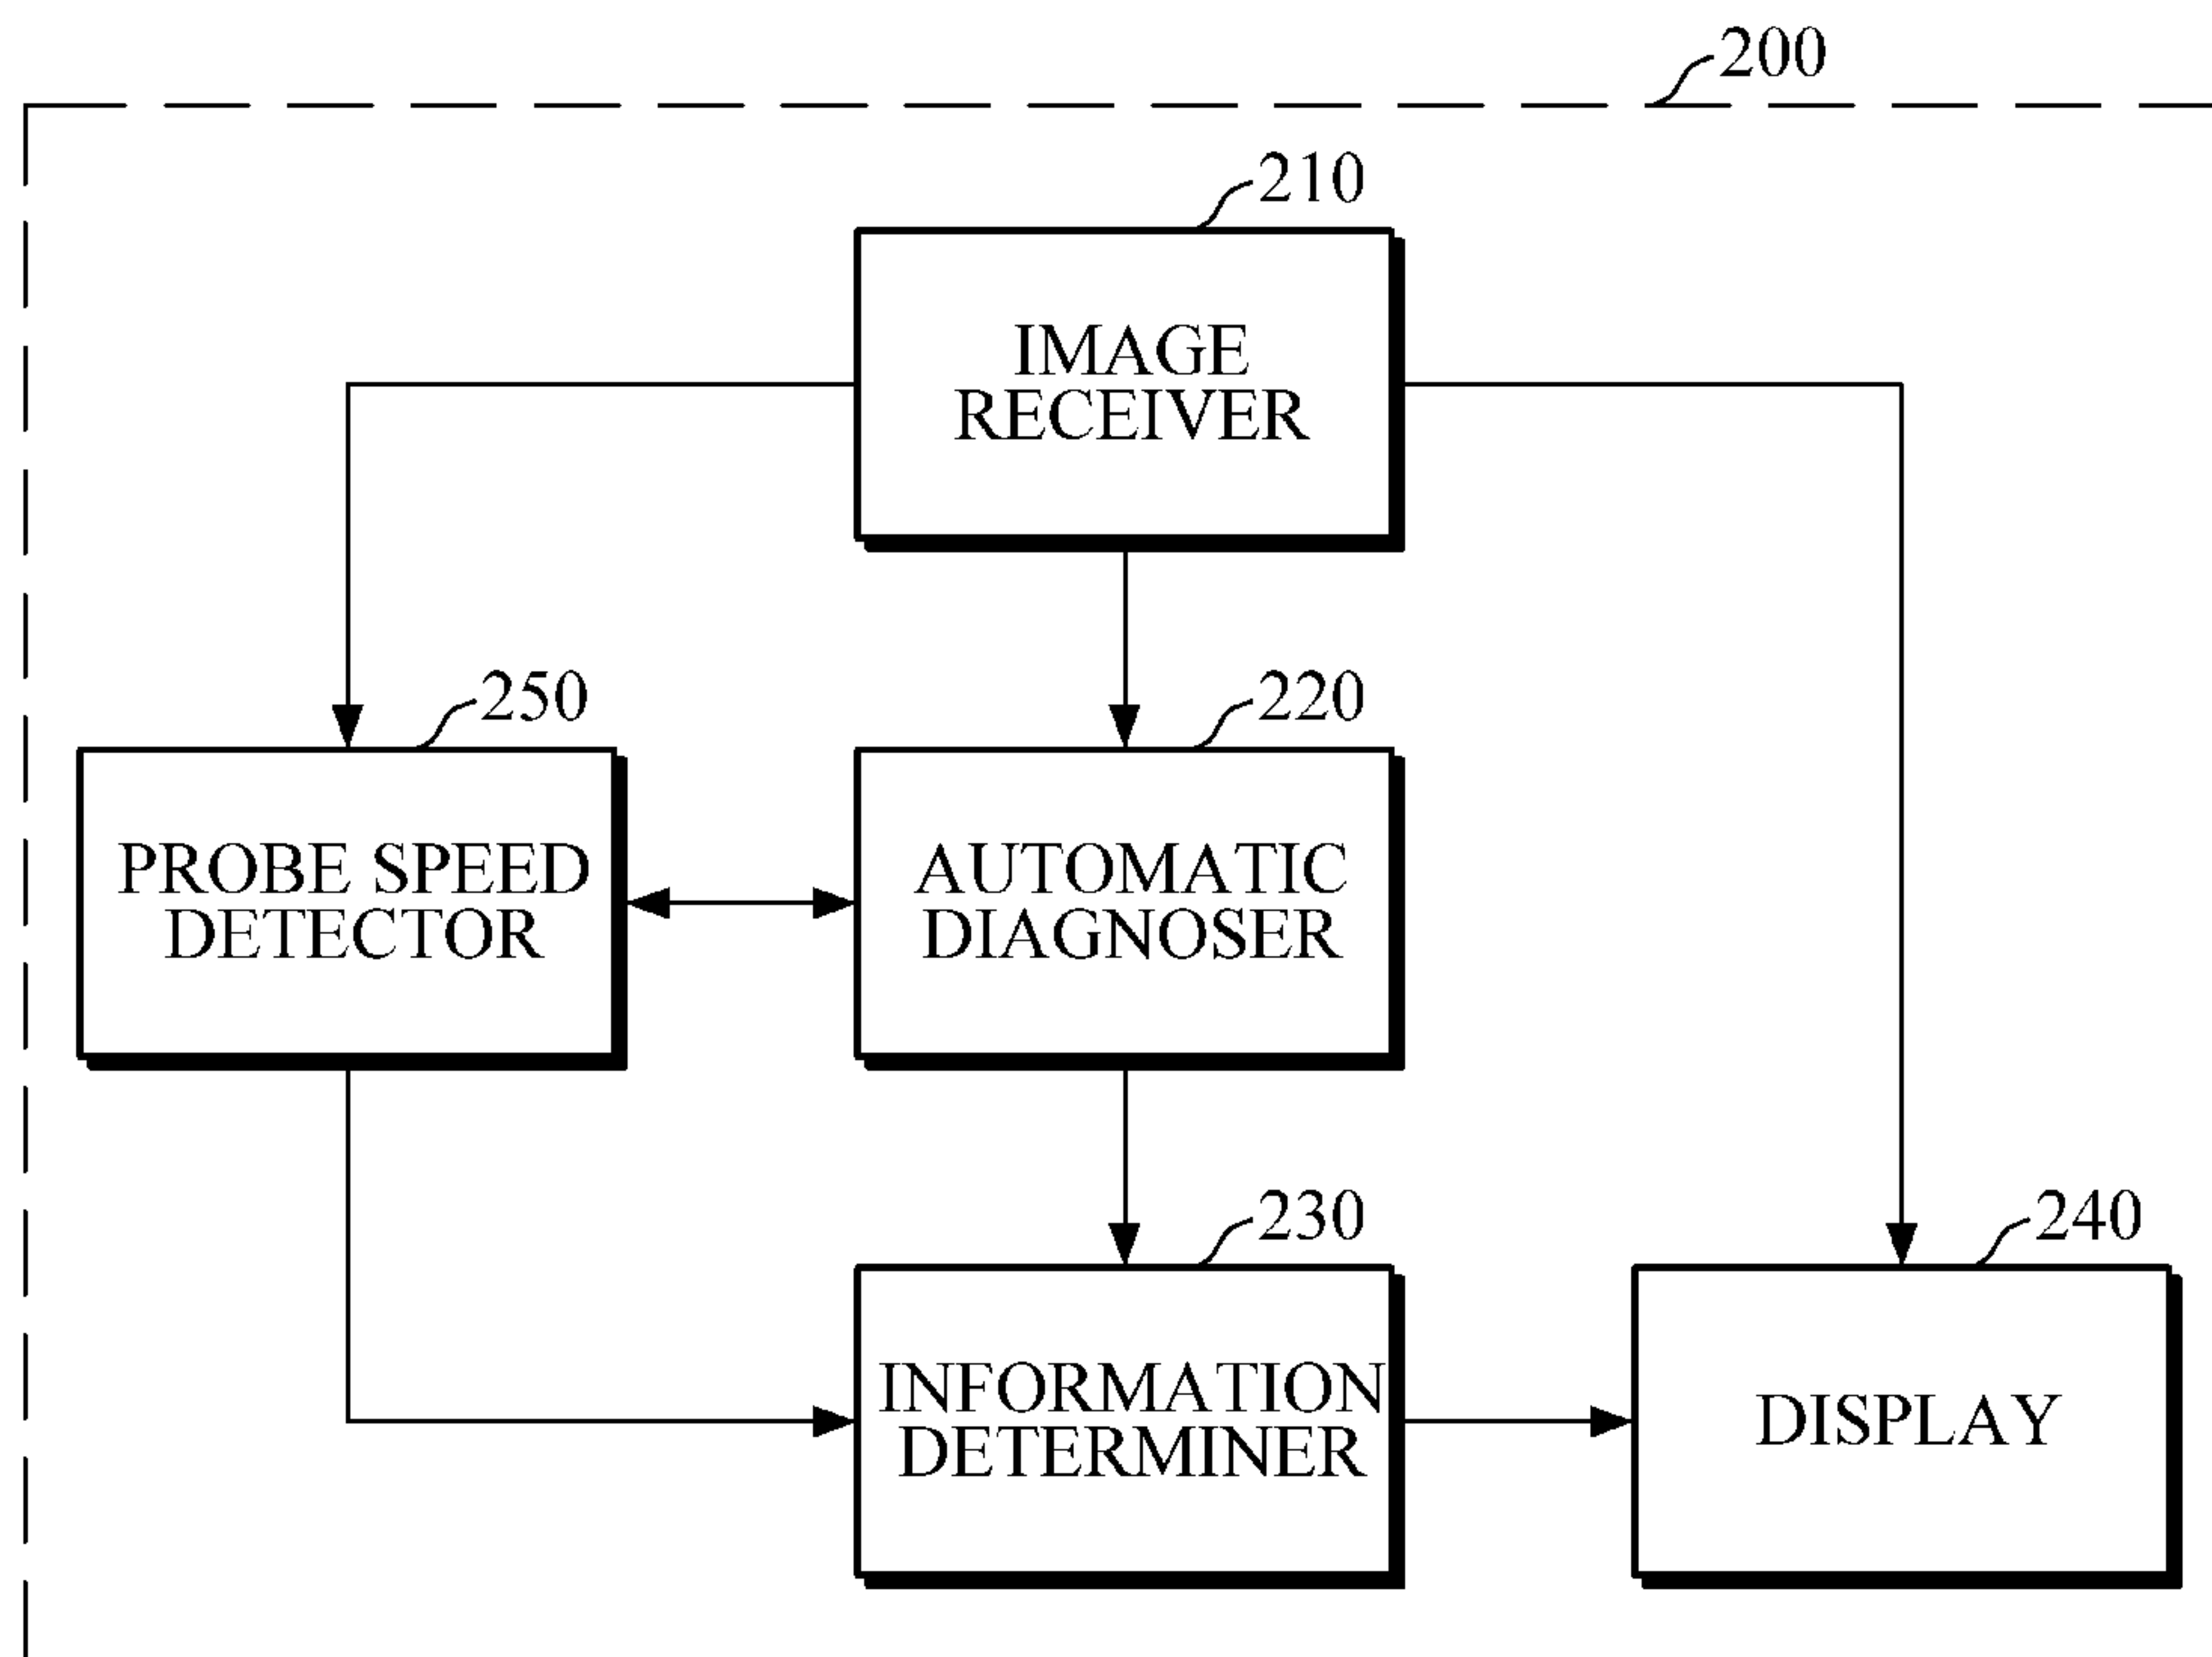 200
210
IMAGE
RECEIVER
250
220
PROBE SPEED
DETECTOR
AUTOMATIC
DIAGNOSER
230
240
INFORMATION
DETERMINER
DISPLAY